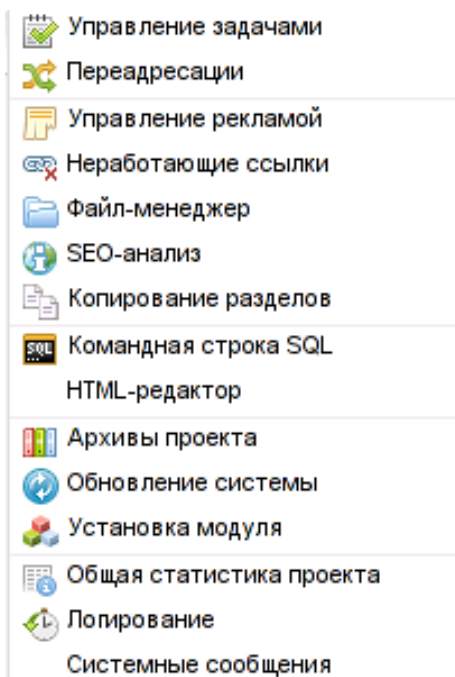 Управление задачами
Переадресации
Управление рекламой
Неработающие ссылки
Файл-менеджер
SEO-анализ
Копирование разделов
SQL
Командная строка SQL
HTML-редактор
Архивы проекта
Обновление системы
Установка модуля
Общая статистика проекта
Логирование
Системные сообщения